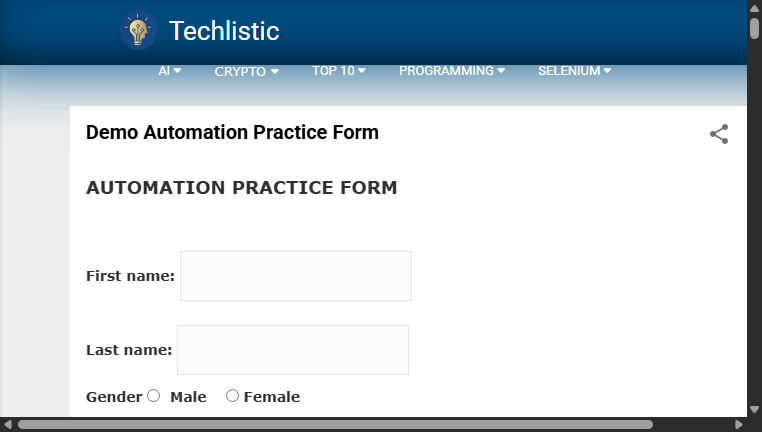 Techlistic
AI CRYPTO TOP 10 PROGRAMMING SELENIUM
Demo Automation Practice Form
AUTOMATION PRACTICE FORM
First name:
Last name:
Gender Male Female